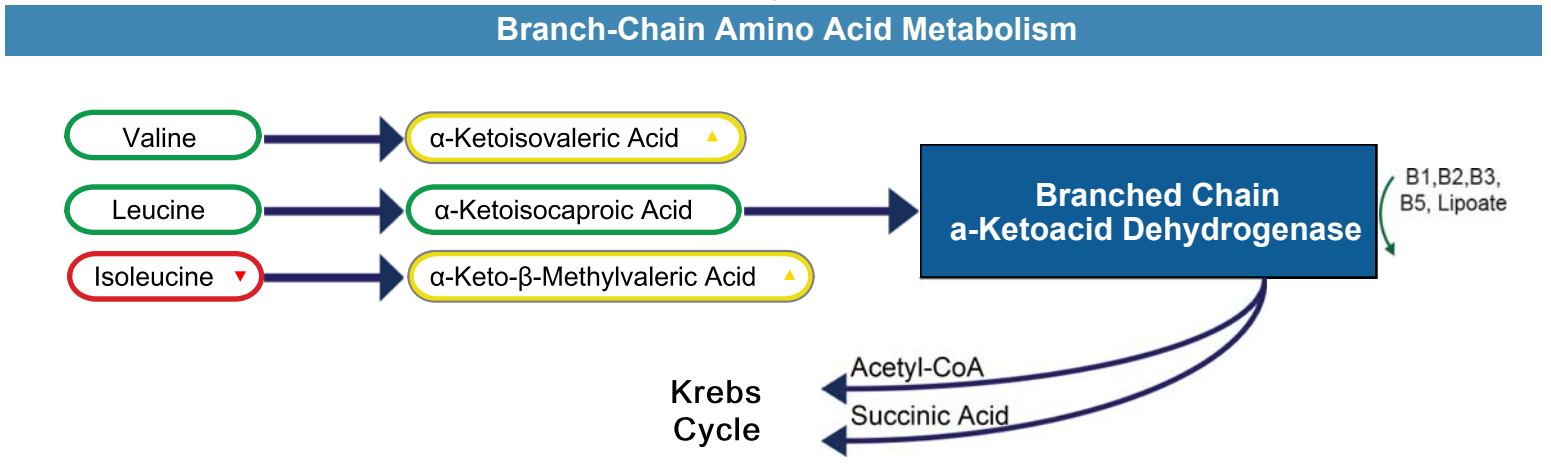 Branch-Chain Amino Acid Metabolism
Valine
α-Ketoisovaleric Acid
Leucine
α-Ketoisocaproic Acid
Isoleucine
α-Keto-β-Methylvaleric Acid
Branched Chain
a-Ketoacid Dehydrogenase
B1,B2,B3,
B5, Lipoate
Acetyl-CoA
Succinic Acid
Krebs
Cycle